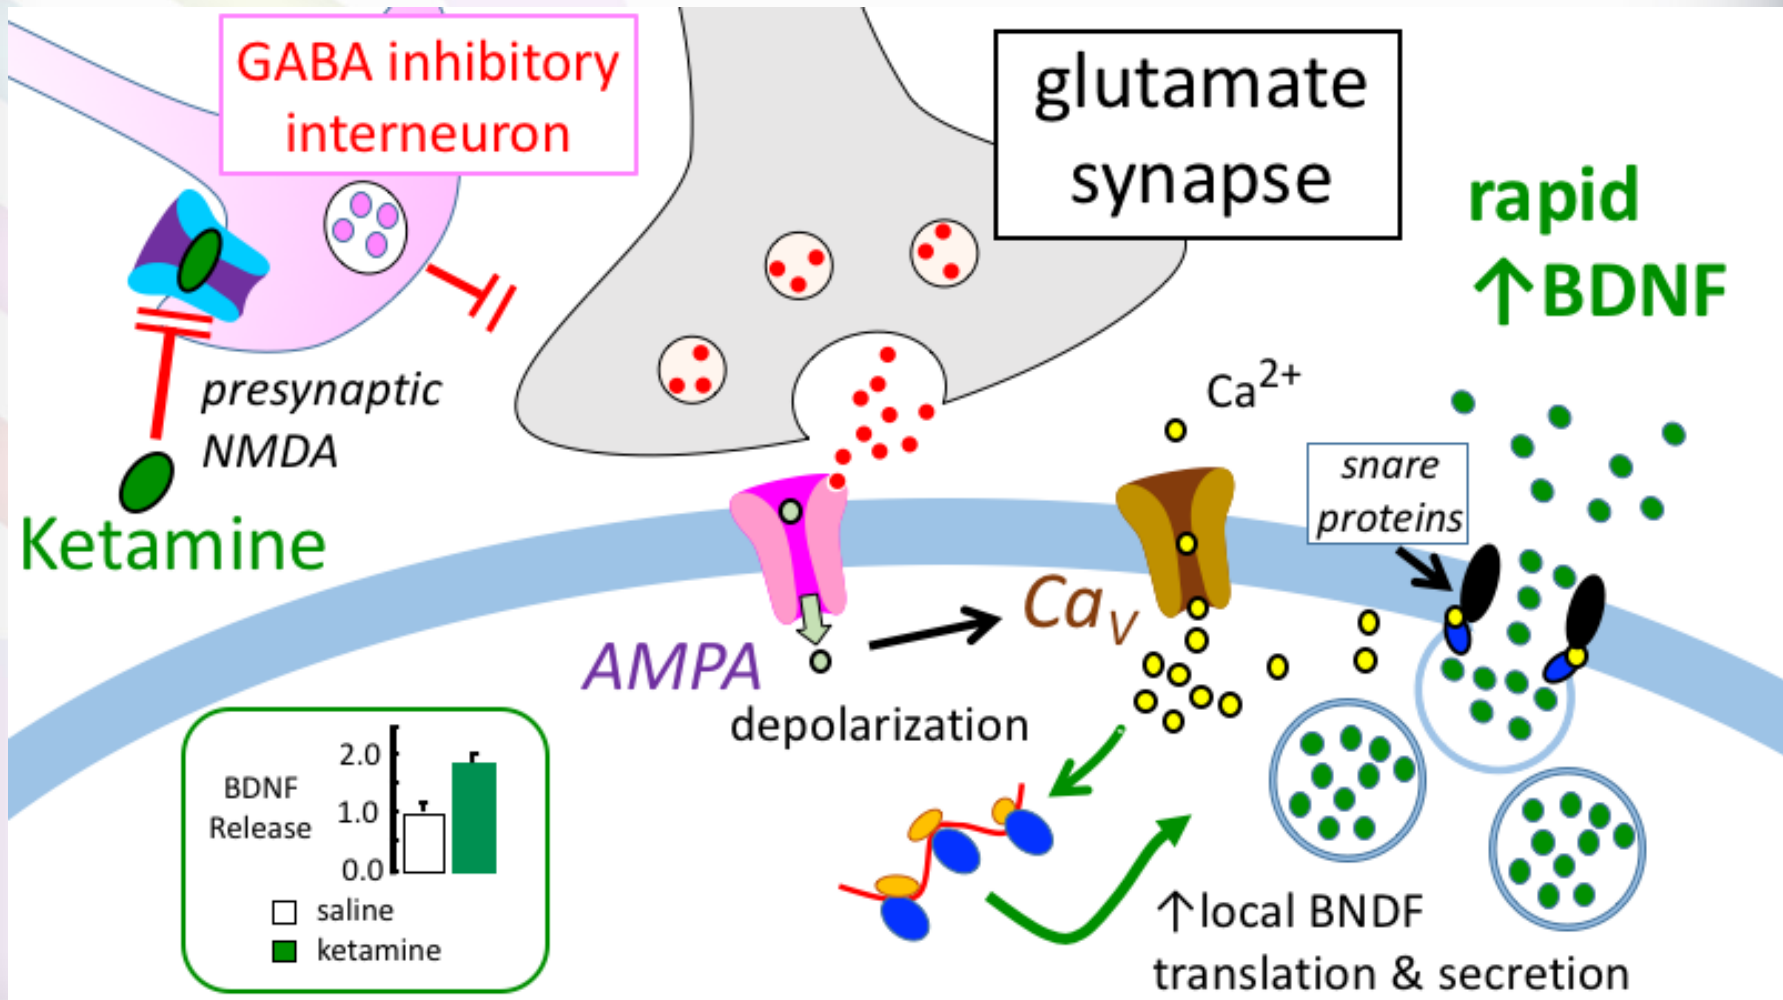 GABA inhibitory
interneuron
glutamate
synapse
rapid
↑BDNF
presynaptic
NMDA
Ketamine
Ca²⁺
snare
proteins
AMPA
Ca_V
depolarization
BDNF
Release
2.0
1.0
0.0
saline
ketamine
↑local BNDF
translation & secretion